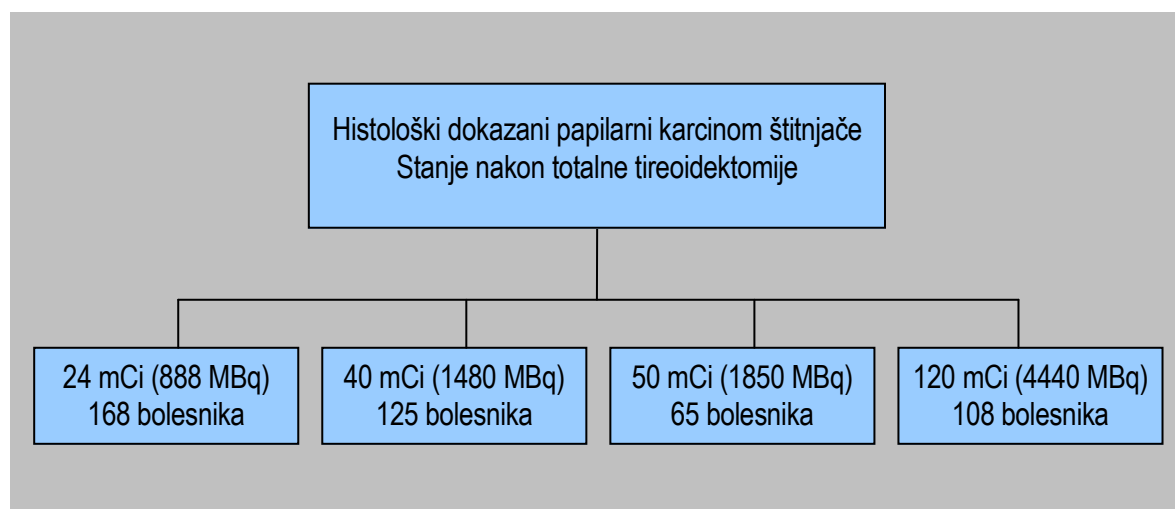 Histološki dokazani papilarni karcinom štitnjače
Stanje nakon totalne tireoidektomije
24 mCi (888 MBq)
168 bolesnika
40 mCi (1480 MBq)
125 bolesnika
50 mCi (1850 MBq)
65 bolesnika
120 mCi (4440 MBq)
108 bolesnika